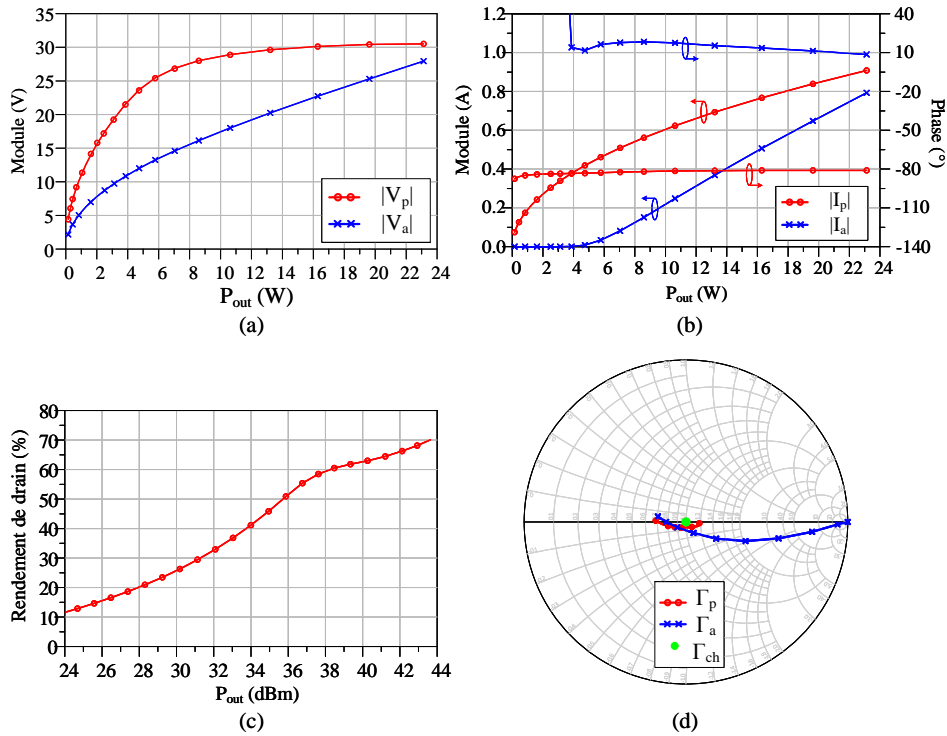 35
30
25
20
15
10
5
0
Module (V)
|Vp|
|Va|
0 2 4 6 8 10 12 14 16 18 20 22 24
Pout (W)
(a)
1.2
1.0
0.8
0.6
0.4
0.2
0.0
Module (A)
40
10
-20
-50
-80
-110
-140
Phase (°)
|Ip|
|Ia|
0 2 4 6 8 10 12 14 16 18 20 22 24
Pout (W)
(b)
80
70
60
50
40
30
20
10
0
Rendement de drain (%)
24 26 28 30 32 34 36 38 40 42 44
Pout (dBm)
(c)
Γp
Γa
Γch
(d)